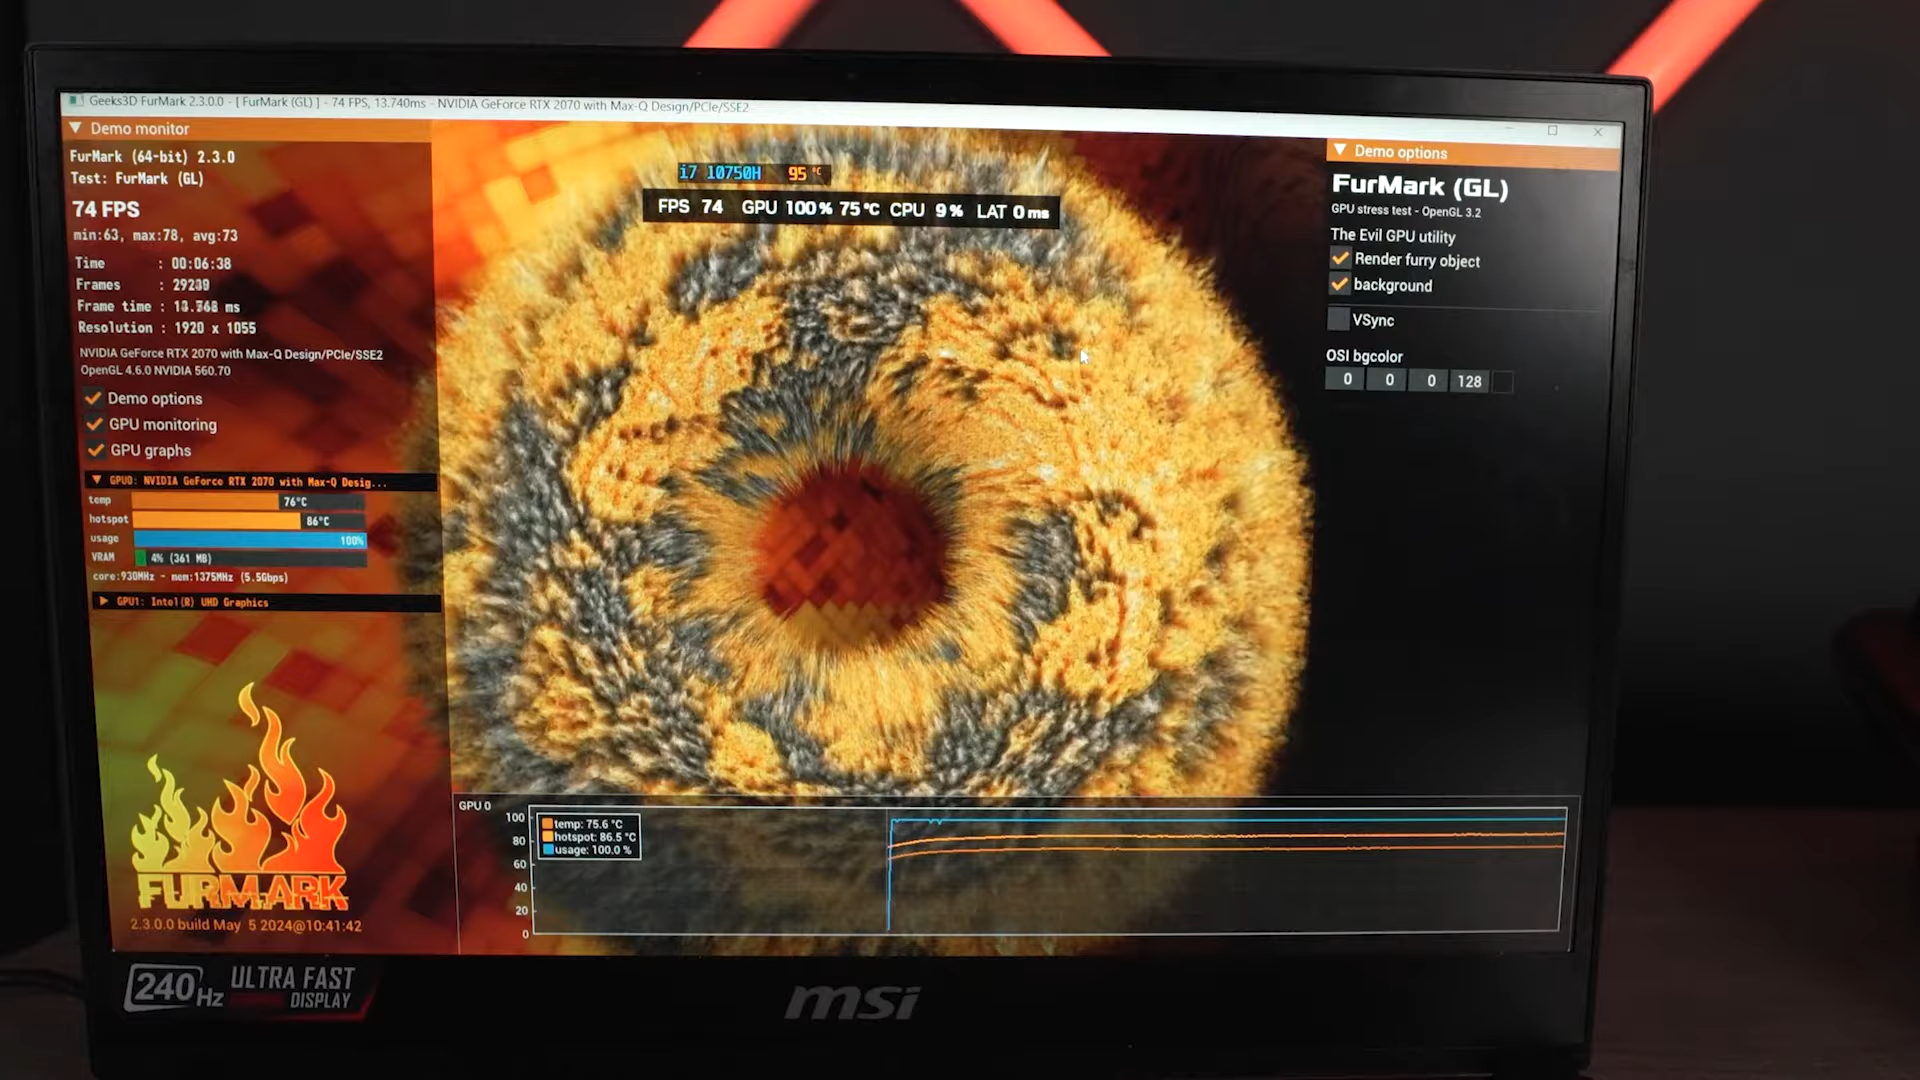 Geeks3D FurMark 2.3.0.0 - [ FurMark (GL) ] - 74 FPS, 13.740ms - NVIDIA GeForce RTX 2070 with Max-Q Design/PCIe/SSE2
Demo monitor
FurMark (64-bit) 2.3.0
Test: FurMark (GL)
74 FPS
min:63, max:78, avg:73
Time : 00:06:38
Frames : 29239
Frame time : 13.368 ms
Resolution : 1920 x 1055
NVIDIA GeForce RTX 2070 with Max-Q Design/PCIe/SSE2
OpenGL 4.6.0 NVIDIA 560.70
Demo options
GPU monitoring
GPU graphs
GPU0: NVIDIA GeForce RTX 2070 with Max-Q Desig...
temp 76°C
hotspot 86°C
usage 100%
VRAM 4% (361 MB)
core:930MHz - mem:1375MHz (5.5Gbps)
GPU1: Intel(R) UHD Graphics
FURMARK
2.3.0.0 build May 5 2024@10:41:42
i7 10750H 95 °C
FPS 74 GPU 100% 75°C CPU 9% LAT 0 ms
Demo options
FurMark (GL)
GPU stress test - OpenGL 3.2
The Evil GPU utility
Render furry object
background
VSync
OSI bgcolor
0 0 0 128
GPU 0
100
80
60
40
20
0
temp: 75.6 °C
hotspot: 86.5 °C
usage: 100.0 %
240Hz ULTRA FAST
DISPLAY
msi